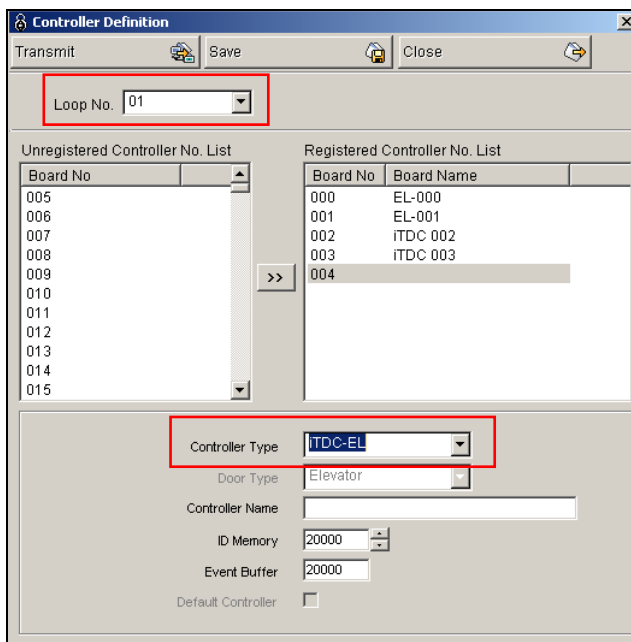 Controller Definition
Transmit Save Close
Loop No. 01
Unregistered Controller No. List Registered Controller No. List
Board No Board No Board Name
005 000 EL-000
006 001 EL-001
007 002 iTDC 002
008 003 iTDC 003
009 >> 004
010
011
012
013
014
015
Controller Type iTDC-EL
Door Type Elevator
Controller Name
ID Memory 20000
Event Buffer 20000
Default Controller